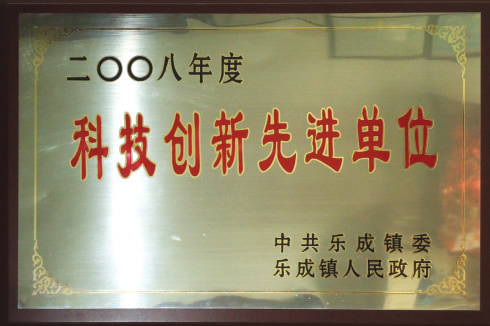 二〇〇八年度
科技创新先进单位
中共乐成镇委
乐成镇人民政府